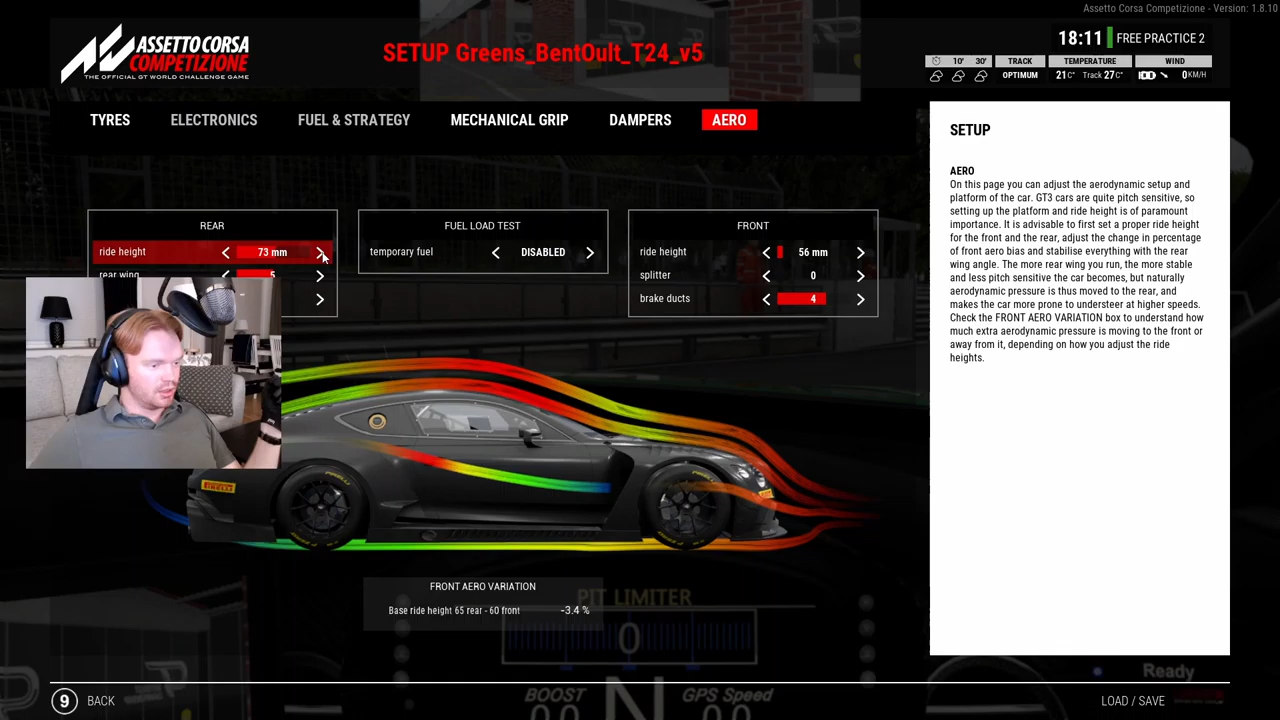 Assetto Corsa Competizione - Version: 1.8.10
ASSETTO CORSA
COMPETIZIONE
THE OFFICIAL GT WORLD CHALLENGE GAME
SETUP Greens_BentOult_T24_v5
18:11 FREE PRACTICE 2
10' 30' TRACK TEMPERATURE WIND
OPTIMUM 21C° Track 27C° 0KM/H
TYRES ELECTRONICS FUEL & STRATEGY MECHANICAL GRIP DAMPERS AERO
REAR
ride height 73 mm
rear wing 5
FUEL LOAD TEST
temporary fuel DISABLED
FRONT
ride height 56 mm
splitter 0
brake ducts 4
SETUP
AERO
On this page you can adjust the aerodynamic setup and
platform of the car. GT3 cars are quite pitch sensitive, so
setting up the platform and ride height is of paramount
importance. It is advisable to first set a proper ride height
for the front and the rear, adjust the change in percentage
of front aero bias and stabilise everything with the rear
wing angle. The more rear wing you run, the more stable
and less pitch sensitive the car becomes, but naturally
aerodynamic pressure is thus moved to the rear, and
makes the car more prone to understeer at higher speeds.
Check the FRONT AERO VARIATION box to understand how
much extra aerodynamic pressure is moving to the front or
away from it, depending on how you adjust the ride
heights.
PIRELLI
FRONT AERO VARIATION
Base ride height 65 rear - 60 front -3.4 %
PIT LIMITER
0
Ready
BOOST N GPS Speed
0.0 0.0
9 BACK
LOAD / SAVE